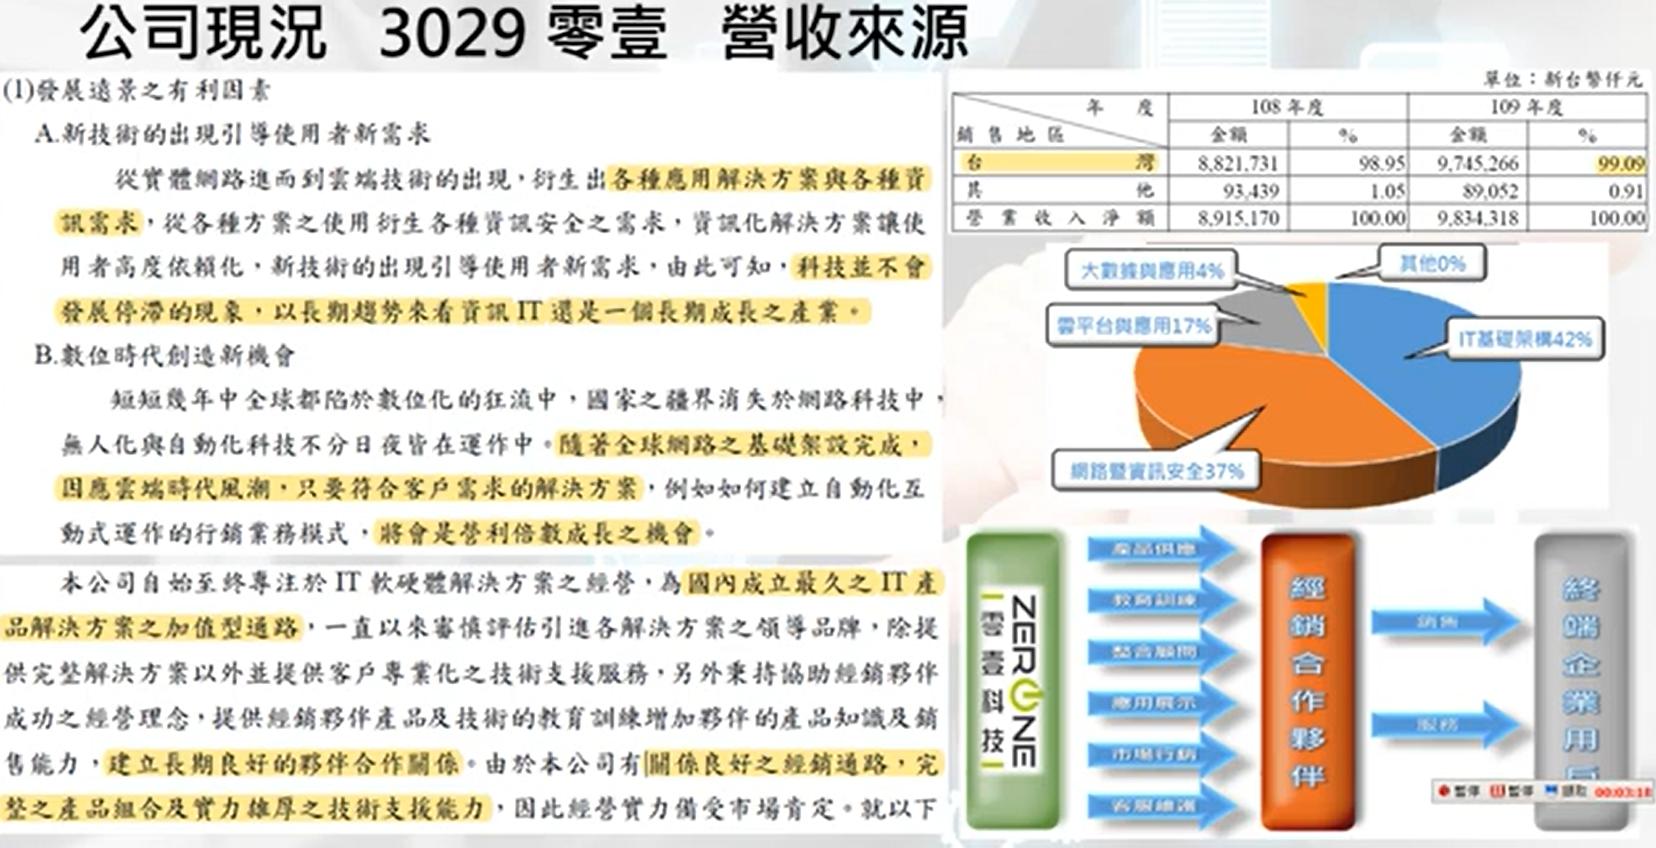 公司現況 3029 零壹 營收來源
(1)發展遠景之有利因素
A.新技術的出現引導使用者新需求
從實體網路進而到雲端技術的出現，衍生出各種應用解決方案與各種資
訊需求，從各種方案之使用衍生各種資訊安全之需求，資訊化解決方案讓使
用者高度依賴化，新技術的出現引導使用者新需求，由此可知，科技並不會
發展停滯的現象，以長期趨勢來看資訊 IT 還是一個長期成長之產業。
B.數位時代創造新機會
短短幾年中全球都陷於數位化的狂流中，國家之疆界消失於網路科技中，
無人化與自動化科技不分日夜皆在運作中。隨著全球網路之基礎架設完成，
因應雲端時代風潮，只要符合客戶需求的解決方案，例如如何建立自動化互
動式運作的行銷業務模式，將會是營利倍數成長之機會。
本公司自始至終專注於 IT 軟硬體解決方案之經營，為國內成立最久之 IT 產
品解決方案之加值型通路，一直以來審慎評估引進各解決方案之領導品牌，除提
供完整解決方案以外並提供客戶專業化之技術支援服務，另外秉持協助經銷夥伴
成功之經營理念，提供經銷夥伴產品及技術的教育訓練增加夥伴的產品知識及銷
售能力，建立長期良好的夥伴合作關係。由於本公司有關係良好之經銷通路，完
整之產品組合及實力雄厚之技術支援能力，因此經營實力備受市場肯定。就以下
單位：新台幣仟元
年度 108 年度 109 年度
銷售地區 金額 % 金額 %
台灣 8,821,731 98.95 9,745,266 99.09
其他 93,439 1.05 89,052 0.91
營業收入淨額 8,915,170 100.00 9,834,318 100.00
其他0%
大數據與應用4%
雲平台與應用17%
IT基礎架構42%
網路暨資訊安全37%
ZERONE
零壹科技
產品供應
教育訓練
整合顧問
應用展示
市場行銷
客服維護
經銷合作夥伴
銷售
服務
終端企業用戶
暫停 暫停 擷取 00:03:18